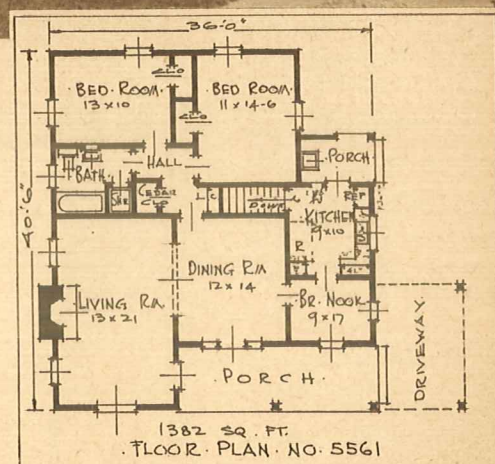 36'-0"
BED·ROOM·
13 x 10
CLO
BED ROOM·
11 x 14-6
CLO
PORCH
HALL
BATH
CEDAR
CLO
L
C
DOWN
REF
KITCHEN
9 x 10
R
40'-6"
LIVING RM.
13 x 21
DINING RM
12 x 14
BR. NOOK
9 x 17
PORCH·
DRIVEWAY.
1382 SQ. FT.
·FLOOR·PLAN·NO·5561